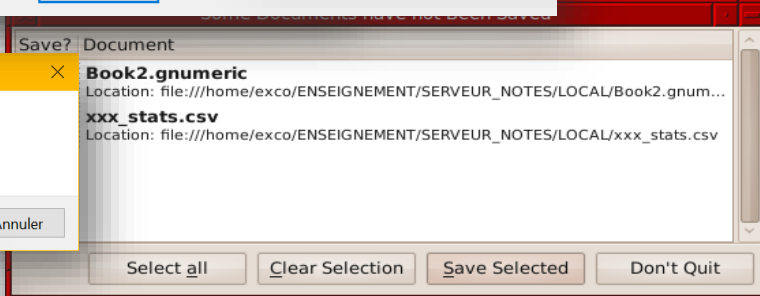 Some Documents have not Been Saved
Save? Document
Book2.gnumeric
Location: file:///home/exco/ENSEIGNEMENT/SERVEUR_NOTES/LOCAL/Book2.gnum...
xxx_stats.csv
Location: file:///home/exco/ENSEIGNEMENT/SERVEUR_NOTES/LOCAL/xxx_stats.csv
Annuler
Select all Clear Selection Save Selected Don't Quit